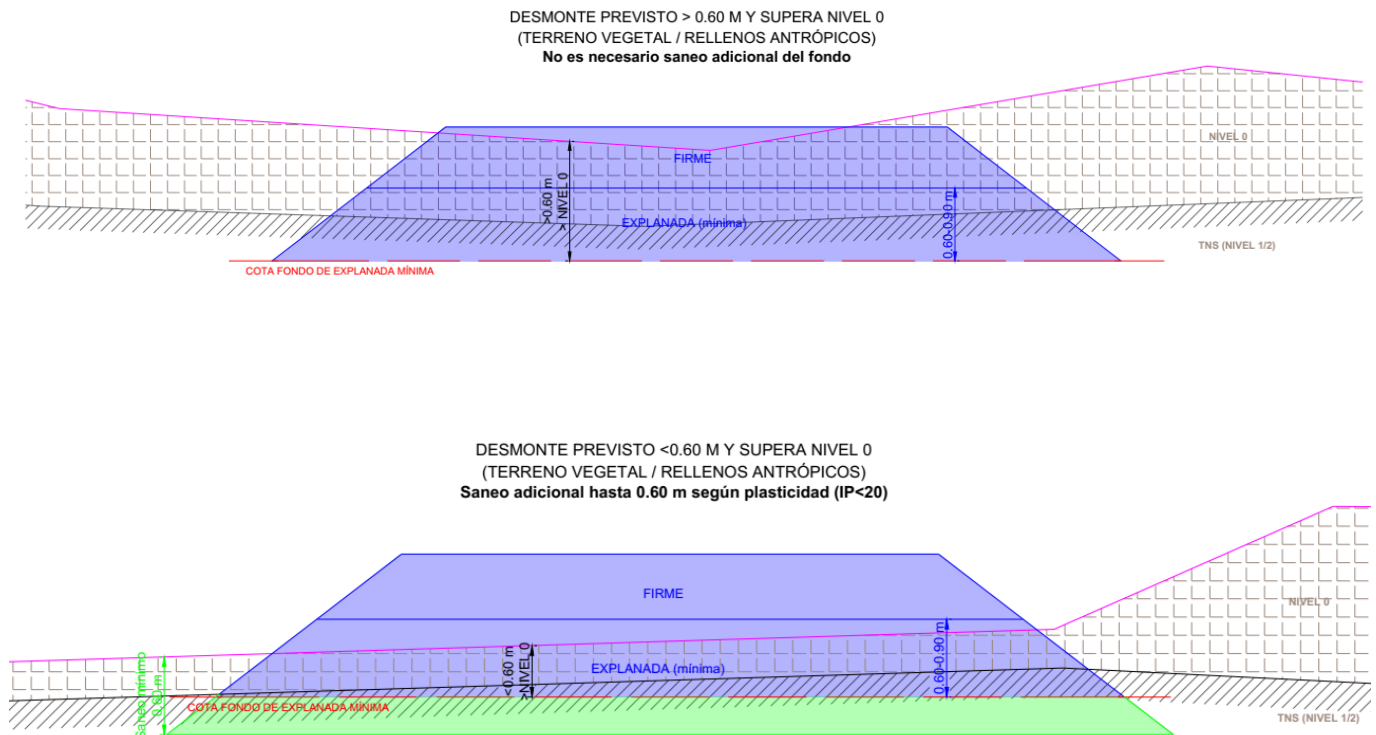 DESMONTE PREVISTO > 0.60 M Y SUPERA NIVEL 0
(TERRENO VEGETAL / RELLENOS ANTRÓPICOS)
No es necesario saneo adicional del fondo
NIVEL 0
FIRME
>0.60 m
> NIVEL 0
EXPLANADA (mínima)
0.60-0.90 m
TNS (NIVEL 1/2)
COTA FONDO DE EXPLANADA MÍNIMA
DESMONTE PREVISTO <0.60 M Y SUPERA NIVEL 0
(TERRENO VEGETAL / RELLENOS ANTRÓPICOS)
Saneo adicional hasta 0.60 m según plasticidad (IP<20)
FIRME
NIVEL 0
<0.60 m
>NIVEL 0
EXPLANADA (mínima)
0.60-0.90 m
Saneo mínimo
0.60 m
COTA FONDO DE EXPLANADA MÍNIMA
TNS (NIVEL 1/2)